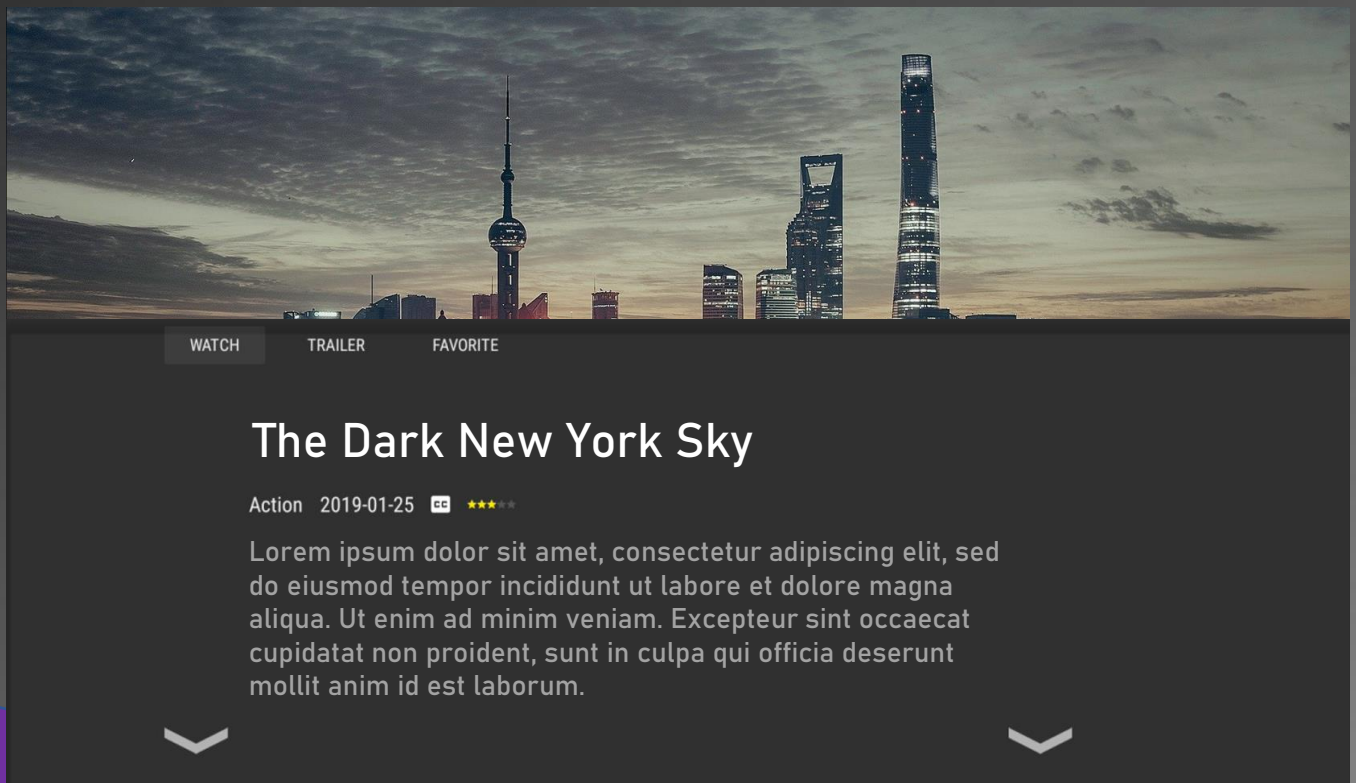 WATCH TRAILER FAVORITE
The Dark New York Sky
Action 2019-01-25 CC
Lorem ipsum dolor sit amet, consectetur adipiscing elit, sed
do eiusmod tempor incididunt ut labore et dolore magna
aliqua. Ut enim ad minim veniam. Excepteur sint occaecat
cupidatat non proident, sunt in culpa qui officia deserunt
mollit anim id est laborum.